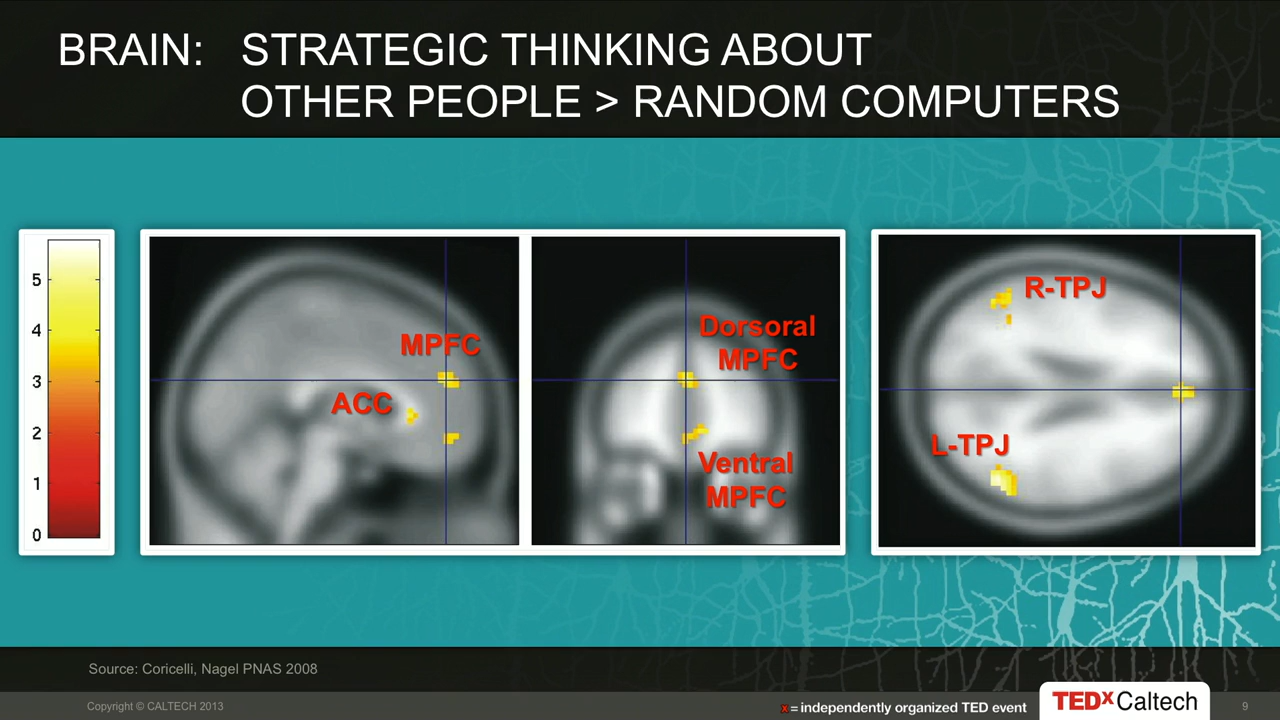 BRAIN: STRATEGIC THINKING ABOUT
OTHER PEOPLE > RANDOM COMPUTERS
5
4
3
2
1
0
MPFC
ACC
Dorsoral
MPFC
Ventral
MPFC
R-TPJ
L-TPJ
Source: Coricelli, Nagel PNAS 2008
Copyright © CALTECH 2013
x = independently organized TED event
TEDx Caltech
9